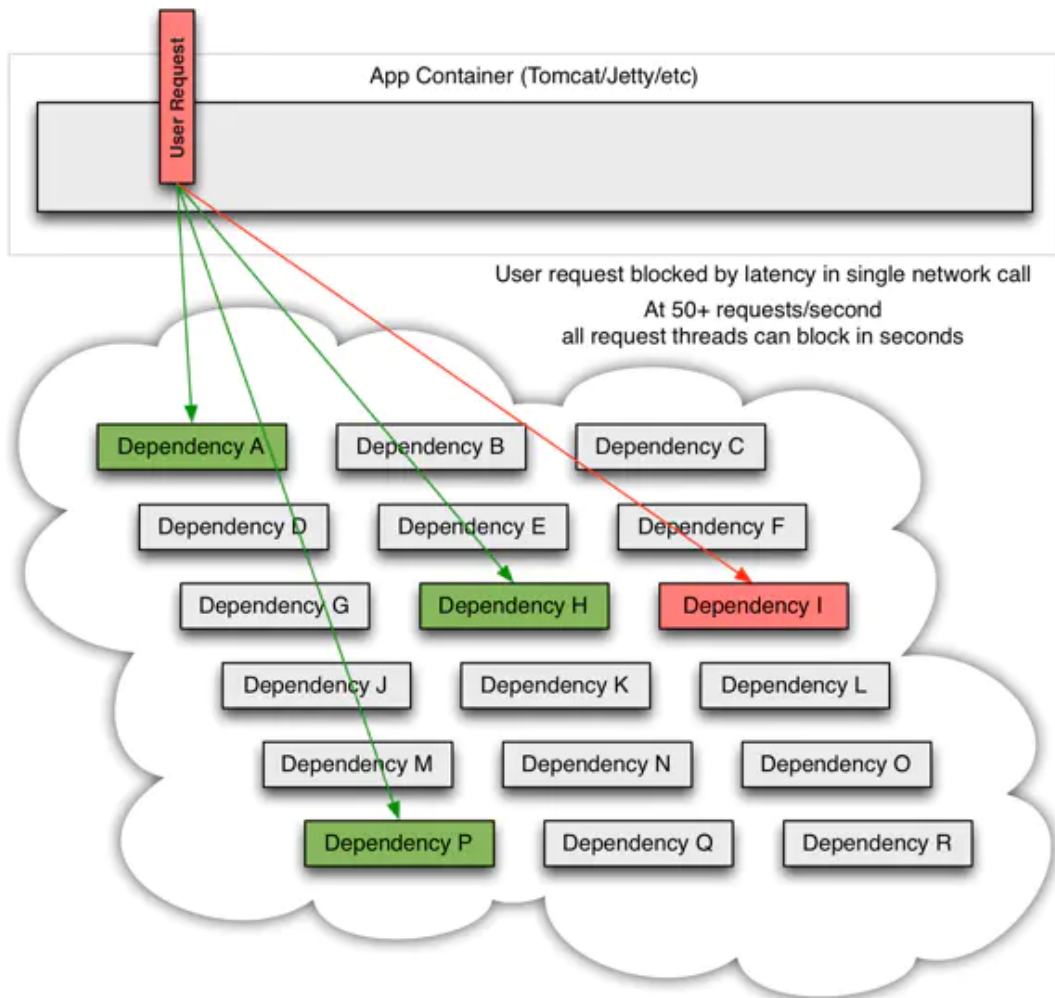 User Request
App Container (Tomcat/Jetty/etc)
User request blocked by latency in single network call
At 50+ requests/second
all request threads can block in seconds
Dependency A
Dependency B
Dependency C
Dependency D
Dependency E
Dependency F
Dependency G
Dependency H
Dependency I
Dependency J
Dependency K
Dependency L
Dependency M
Dependency N
Dependency O
Dependency P
Dependency Q
Dependency R